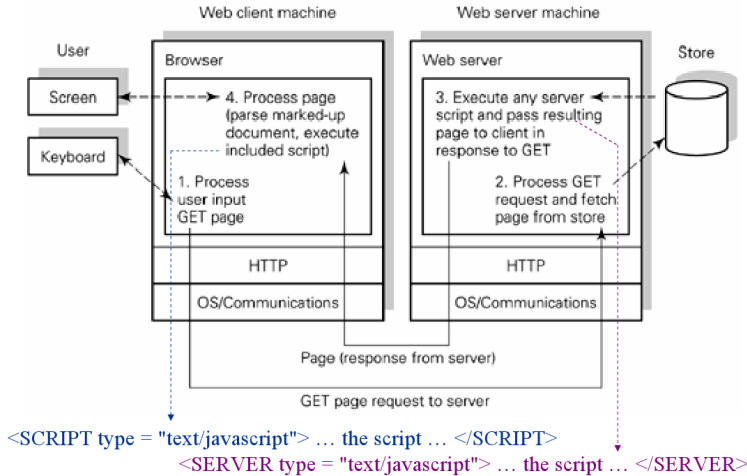 Web client machine
Web server machine
User
Store
Browser
Web server
Screen
Keyboard
4. Process page
(parse marked-up
document, execute
included script)
1. Process
user input
GET page
3. Execute any server
script and pass resulting
page to client in
response to GET
2. Process GET
request and fetch
page from store
HTTP
HTTP
OS/Communications
OS/Communications
Page (response from server)
GET page request to server
<SCRIPT type = "text/javascript"> … the script … </SCRIPT>
<SERVER type = "text/javascript"> … the script … </SERVER>